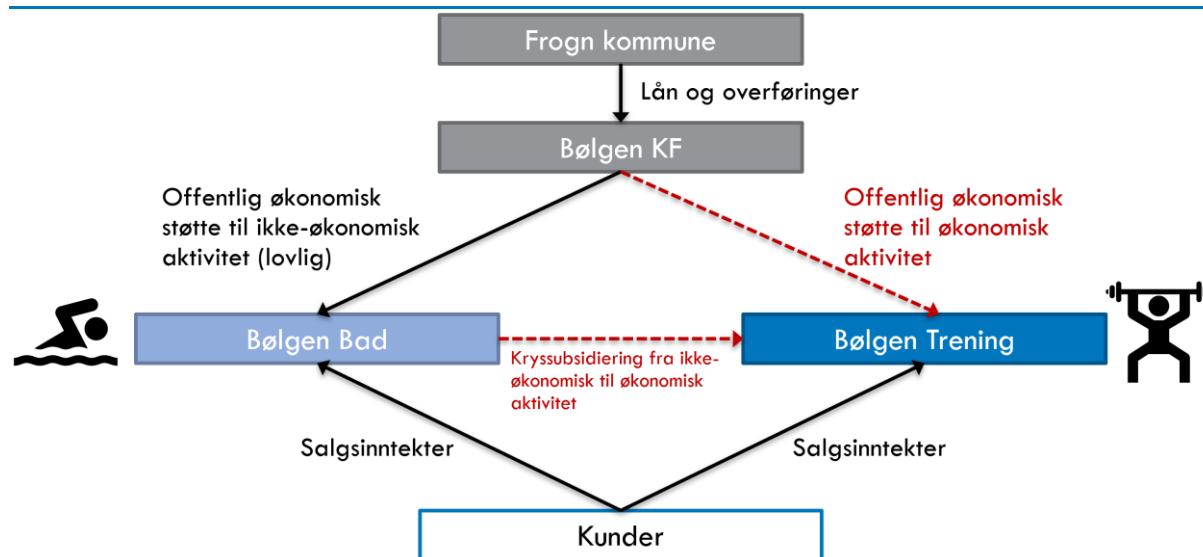 Frogn kommune
Lån og overføringer
Bølgen KF
Offentlig økonomisk
støtte til ikke-økonomisk
aktivitet (lovlig)
Offentlig økonomisk
støtte til økonomisk
aktivitet
Bølgen Bad
Kryssubsidiering fra ikke-
økonomisk til økonomisk
aktivitet
Bølgen Trening
Salgsinntekter
Salgsinntekter
Kunder